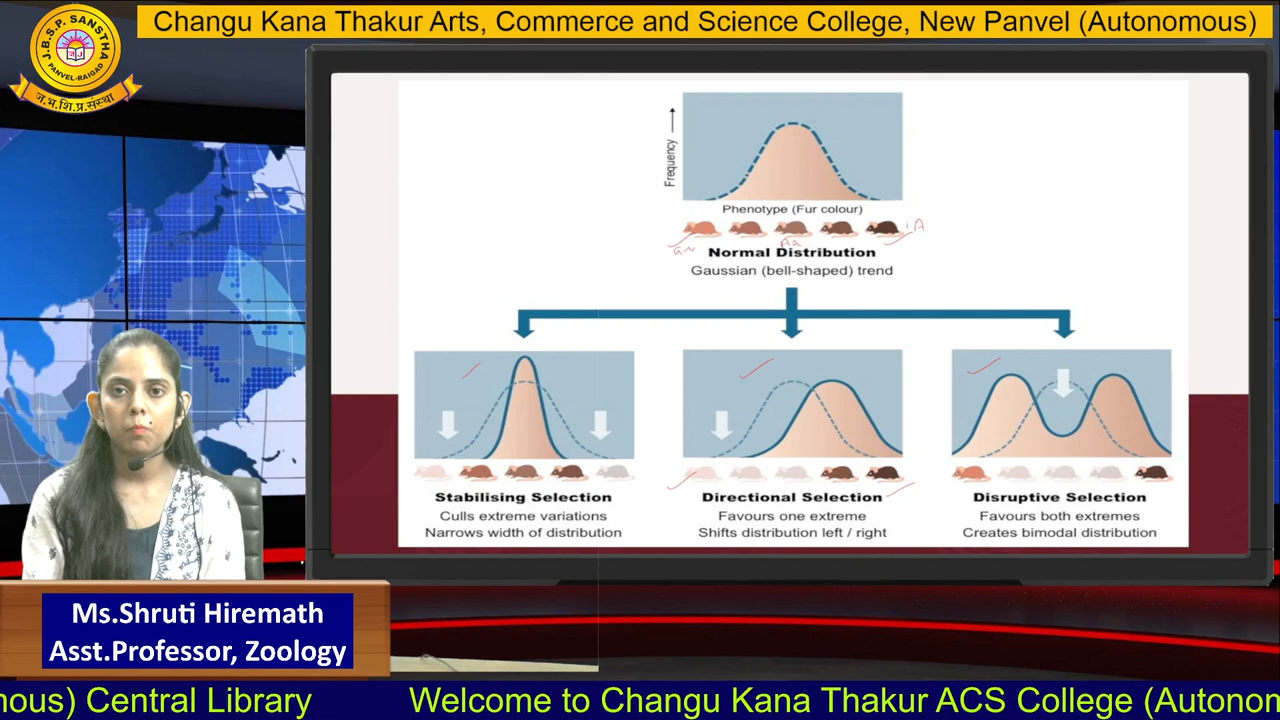 Changu Kana Thakur Arts, Commerce and Science College, New Panvel (Autonomous)
J.B.S.P. SANSTHA
PANVEL-RAIGAD
ज.भ.शि.प्र.संस्था
Frequency
Phenotype (Fur colour)
Aa
Normal Distribution
Gaussian (bell-shaped) trend
Stabilising Selection
Culls extreme variations
Narrows width of distribution
Directional Selection
Favours one extreme
Shifts distribution left / right
Disruptive Selection
Favours both extremes
Creates bimodal distribution
Ms.Shruti Hiremath
Asst.Professor, Zoology
nous) Central Library Welcome to Changu Kana Thakur ACS College (Autonon